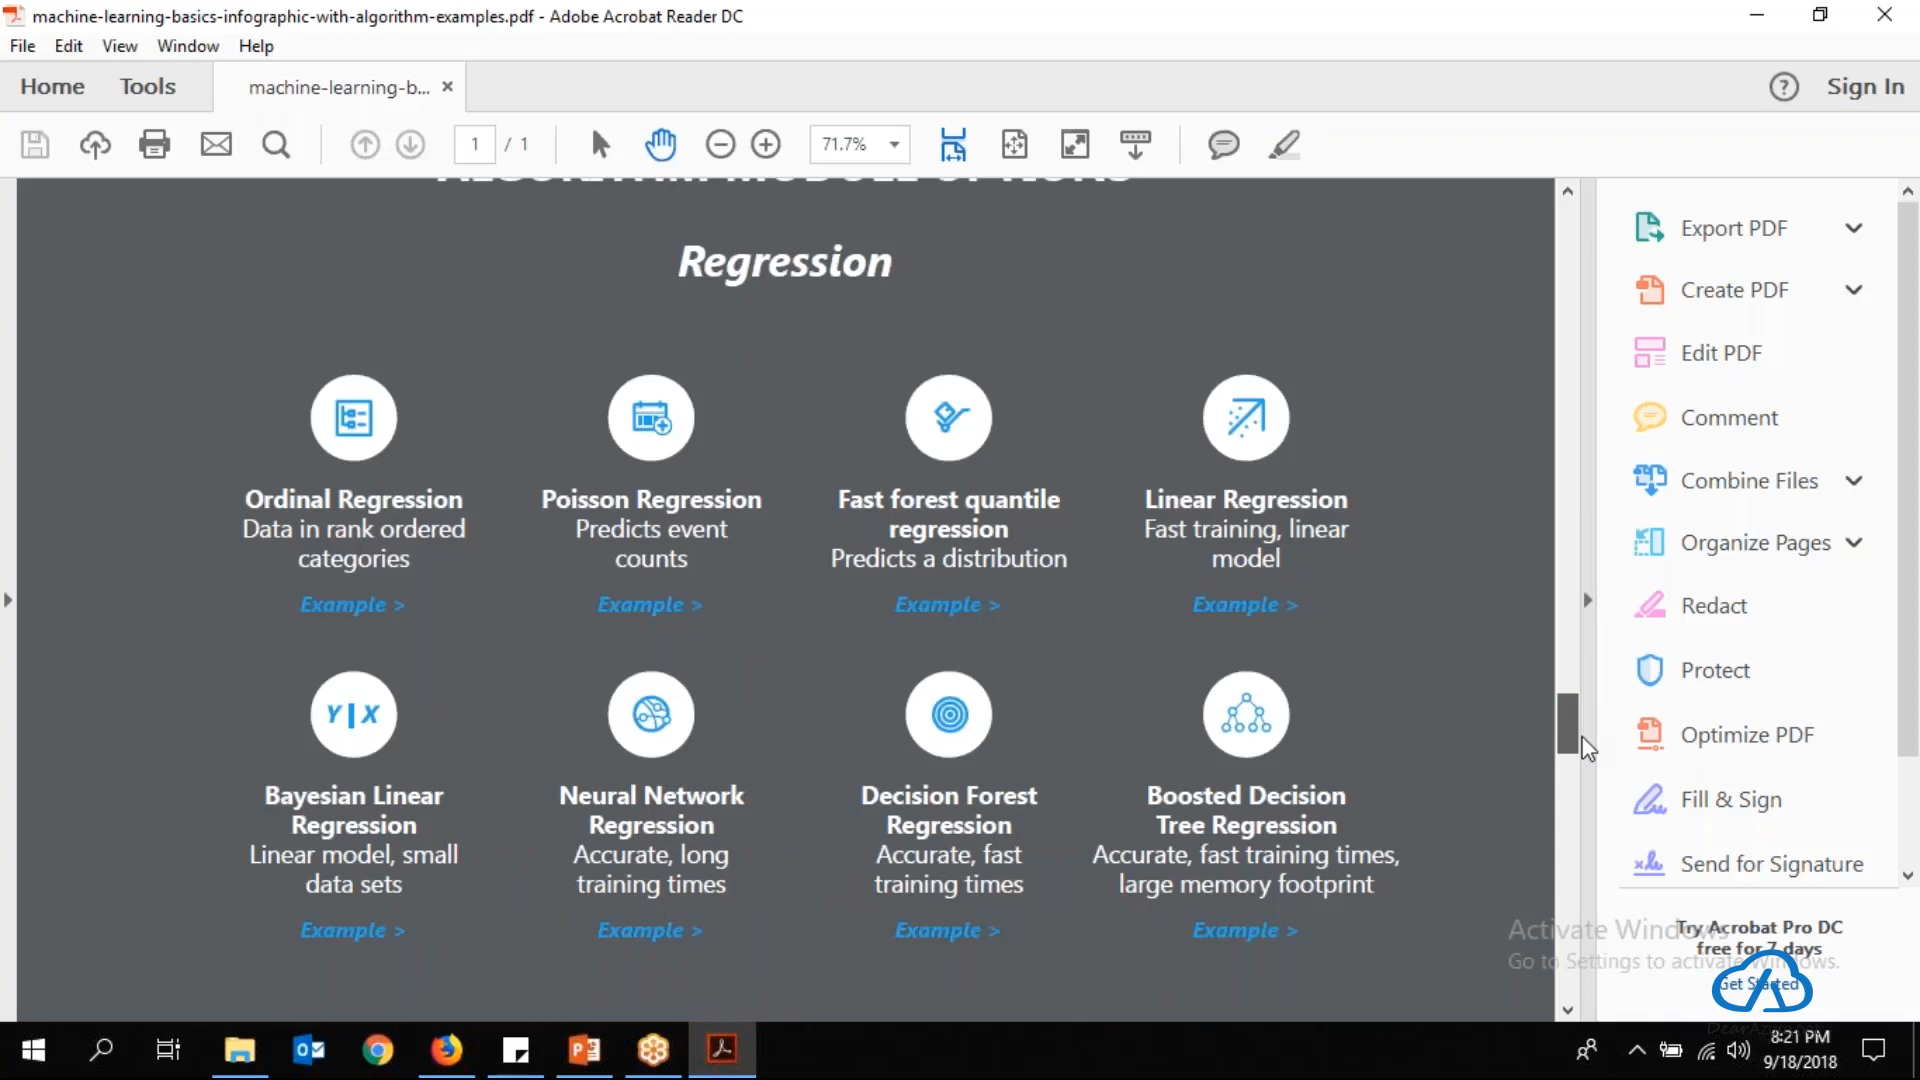 machine-learning-basics-infographic-with-algorithm-examples.pdf - Adobe Acrobat Reader DC
File Edit View Window Help
Home Tools machine-learning-b... × ? Sign In
1 / 1 71.7%
ALGORITHM MODULE OPTIONS
Regression
Ordinal Regression
Data in rank ordered
categories
Example >
Poisson Regression
Predicts event
counts
Example >
Fast forest quantile
regression
Predicts a distribution
Example >
Linear Regression
Fast training, linear
model
Example >
Y|X
Bayesian Linear
Regression
Linear model, small
data sets
Example >
Neural Network
Regression
Accurate, long
training times
Example >
Decision Forest
Regression
Accurate, fast
training times
Example >
Boosted Decision
Tree Regression
Accurate, fast training times,
large memory footprint
Example >
Export PDF
Create PDF
Edit PDF
Comment
Combine Files
Organize Pages
Redact
Protect
Optimize PDF
Fill & Sign
Send for Signature
Try Acrobat Pro DC
free for 7 days
Get Started
Activate Windows
Go to Settings to activate Windows.
8:21 PM
9/18/2018